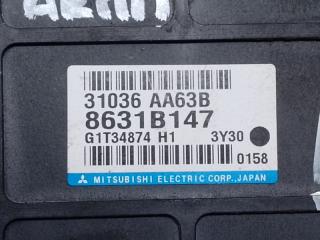 31036 AA63B
8631B147
G1T34874 H1 3Y30
0158
MITSUBISHI ELECTRIC CORP., JAPAN